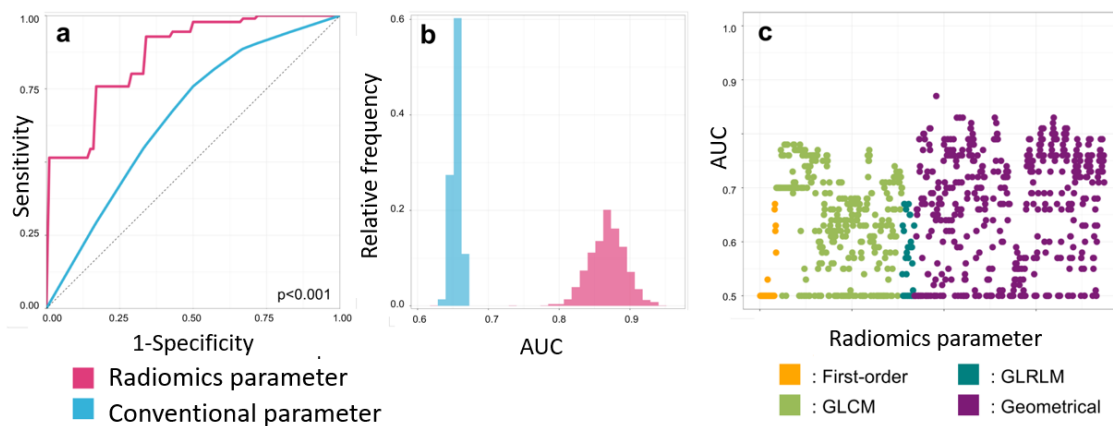 a
1.00
0.75
0.25
0.00
Sensitivity
0.00
0.25
0.50
0.75
1.00
p<0.001
1-Specificity
Radiomics parameter
Conventional parameter
b
0.6
0.4
0.2
0.0
Relative frequency
0.6
0.7
0.8
0.9
AUC
c
1.0
0.9
0.8
0.7
0.6
0.5
AUC
Radiomics parameter
: First-order
: GLCM
: GLRLM
: Geometrical